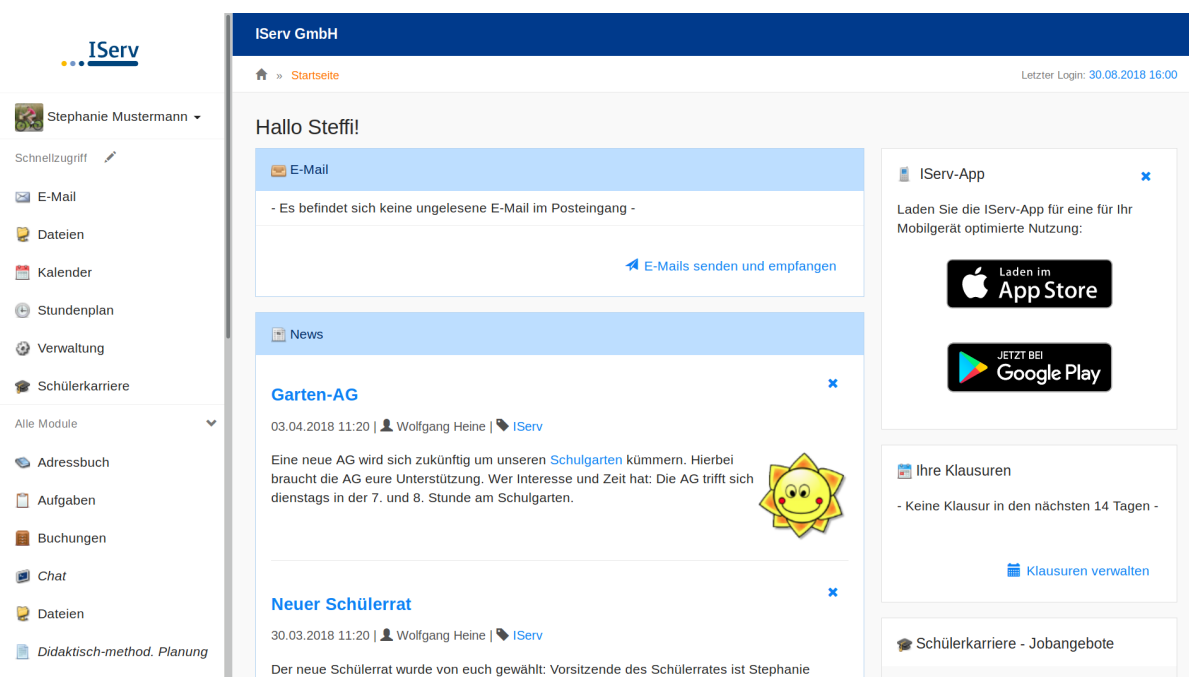 IServ
Stephanie Mustermann
Schnellzugriff
E-Mail
Dateien
Kalender
Stundenplan
Verwaltung
Schülerkarriere
Alle Module
Adressbuch
Aufgaben
Buchungen
Chat
Dateien
Didaktisch-method. Planung
IServ GmbH
» Startseite
Letzter Login: 30.08.2018 16:00
Hallo Steffi!
E-Mail
- Es befindet sich keine ungelesene E-Mail im Posteingang -
E-Mails senden und empfangen
News
Garten-AG
03.04.2018 11:20 | Wolfgang Heine | IServ
Eine neue AG wird sich zukünftig um unseren Schulgarten kümmern. Hierbei
braucht die AG eure Unterstützung. Wer Interesse und Zeit hat: Die AG trifft sich
dienstags in der 7. und 8. Stunde am Schulgarten.
Neuer Schülerrat
30.03.2018 11:20 | Wolfgang Heine | IServ
Der neue Schülerrat wurde von euch gewählt: Vorsitzende des Schülerrates ist Stephanie
IServ-App
Laden Sie die IServ-App für eine für Ihr
Mobilgerät optimierte Nutzung:
Laden im
App Store
JETZT BEI
Google Play
Ihre Klausuren
- Keine Klausur in den nächsten 14 Tagen -
Klausuren verwalten
Schülerkarriere - Jobangebote